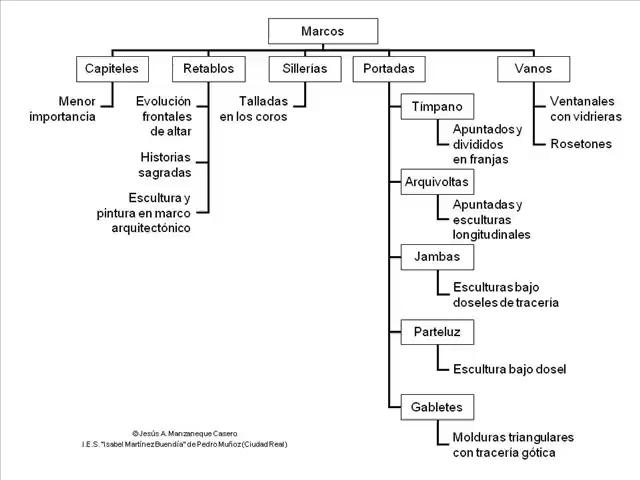 Marcos
Capiteles
Retablos
Sillerías
Portadas
Vanos
Menor
importancia
Evolución
frontales
de altar
Historias
sagradas
Escultura y
pintura en marco
arquitectónico
Talladas
en los coros
Tímpano
Apuntados y
divididos
en franjas
Arquivoltas
Apuntadas y
esculturas
longitudinales
Jambas
Esculturas bajo
doseles de tracería
Parteluz
Escultura bajo dosel
Gabletes
Molduras triangulares
con tracería gótica
Ventanales
con vidrieras
Rosetones
©Jesús A. Manzaneque Casero
I.E.S. "Isabel Martínez Buendía" de Pedro Muñoz (Ciudad Real)